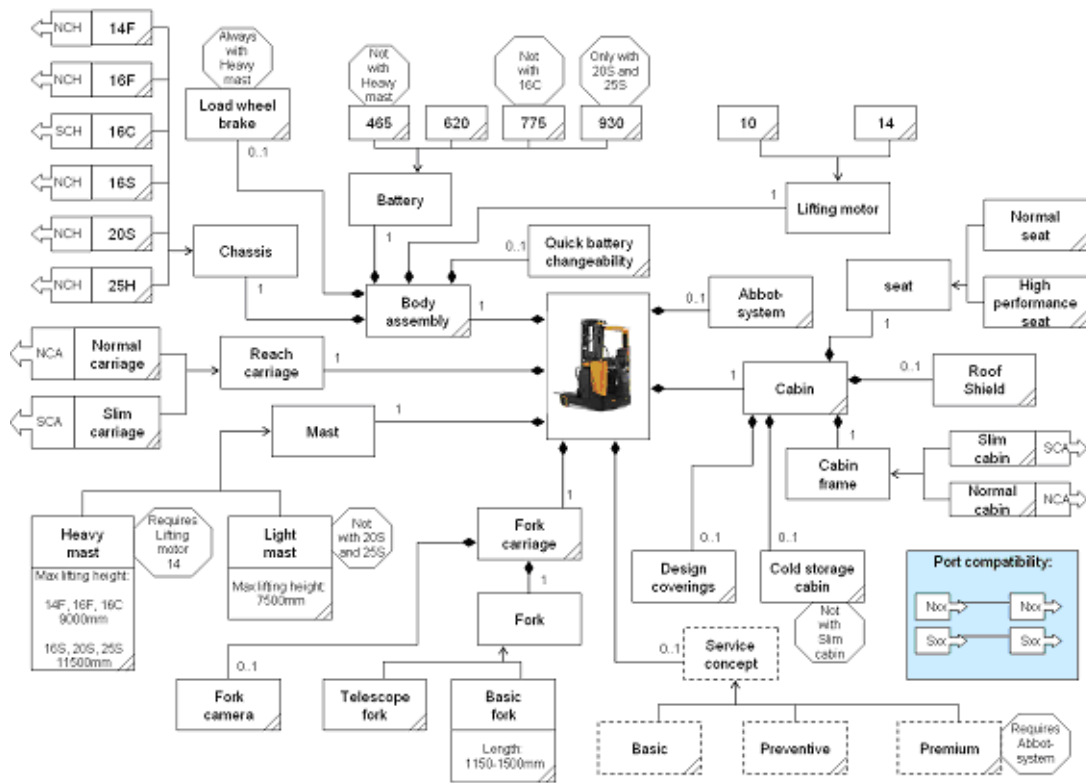 NCH 14F
NCH 16F
SCH 16C
NCH 16S
NCH 20S
NCH 25H
Always
with
Heavy
mast
Load wheel
brake
0..1
Not
with
Heavy
mast
Not
with
16C
Only with
20S and
25S
465
620
775
930
Battery
1
10
14
Lifting motor
1
Chassis
1
Quick battery
changeability
0..1
Body
assembly
1
Abbot-
system
0..1
seat
1
Normal
seat
High
performance
seat
NCA
Normal
carriage
SCA
Slim
carriage
Reach
carriage
1
Mast
1
Cabin
1
Roof
Shield
0..1
Cabin
frame
1
Slim
cabin
SCA
Normal
cabin
NCA
Heavy
mast
Max lifting height:
14F, 16F, 16C
9000mm
16S, 20S, 25S
11500mm
Requires
Lifting
motor
14
Light
mast
Max lifting height:
7500mm
Not
with 20S
and 25S
Fork
carriage
1
Fork
1
Design
coverings
0..1
Cold storage
cabin
0..1
Not
with
Slim
cabin
Port compatibility:
Nxx Nxx
Sxx Sxx
Service
concept
0..1
Fork
camera
0..1
Telescope
fork
Basic
fork
Length:
1150-1500mm
Basic
Preventive
Premium
Requires
Abbot-
system